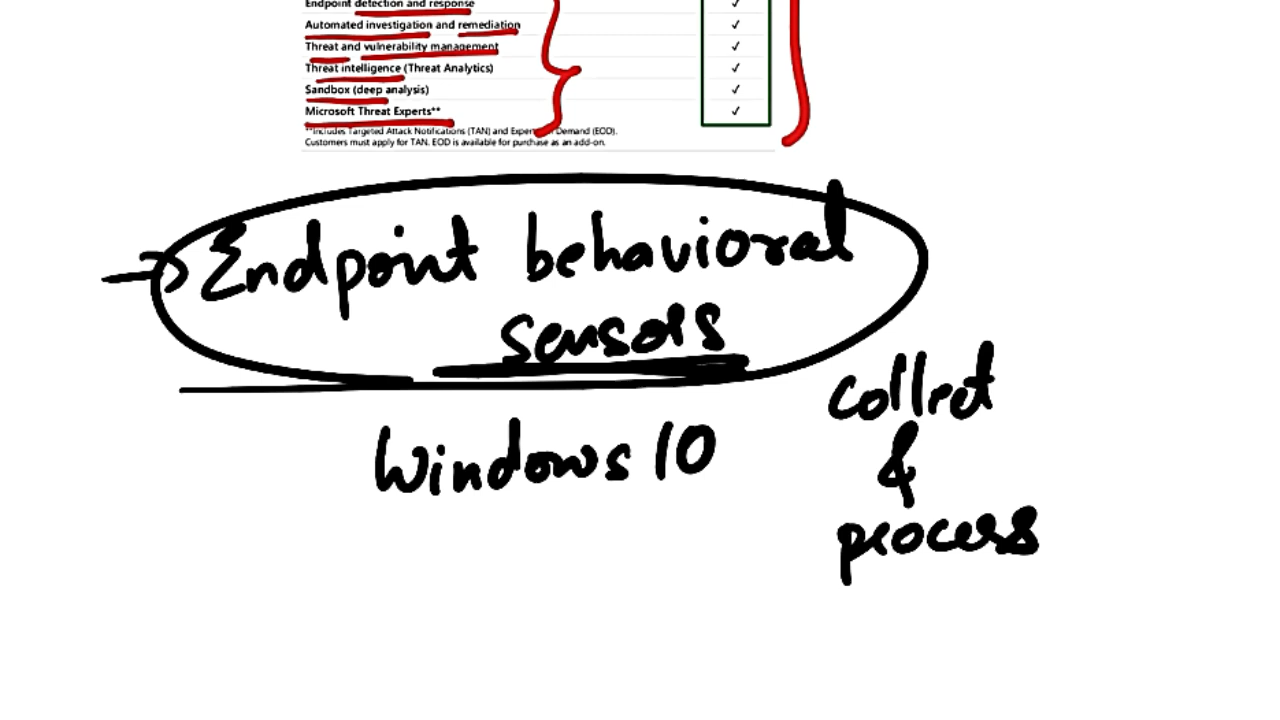 Endpoint detection and response ✓
Automated investigation and remediation ✓
Threat and vulnerability management ✓
Threat intelligence (Threat Analytics) ✓
Sandbox (deep analysis) ✓
Microsoft Threat Experts** ✓
**Includes Targeted Attack Notifications (TAN) and Experts Demand (EOD).
Customers must apply for TAN. EOD is available for purchase as an add-on.
→ Endpoint behavioral
sensors
Windows 10
collect
&
process